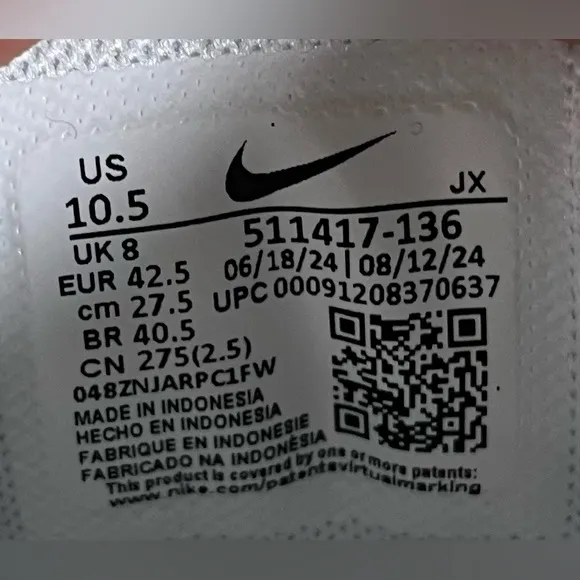 US
10.5
JX
UK 8
511417-136
EUR 42.5
06/18/24 | 08/12/24
cm 27.5
UPC 00091208370637
BR 40.5
CN 275(2.5)
048ZNJARPC1FW
MADE IN INDONESIA
HECHO EN INDONESIA
FABRIQUE EN INDONESIE
FABRICADO NA INDONÉSIA
This product is covered by one or more patents:
www.nike.com/patentsvirtualmarking